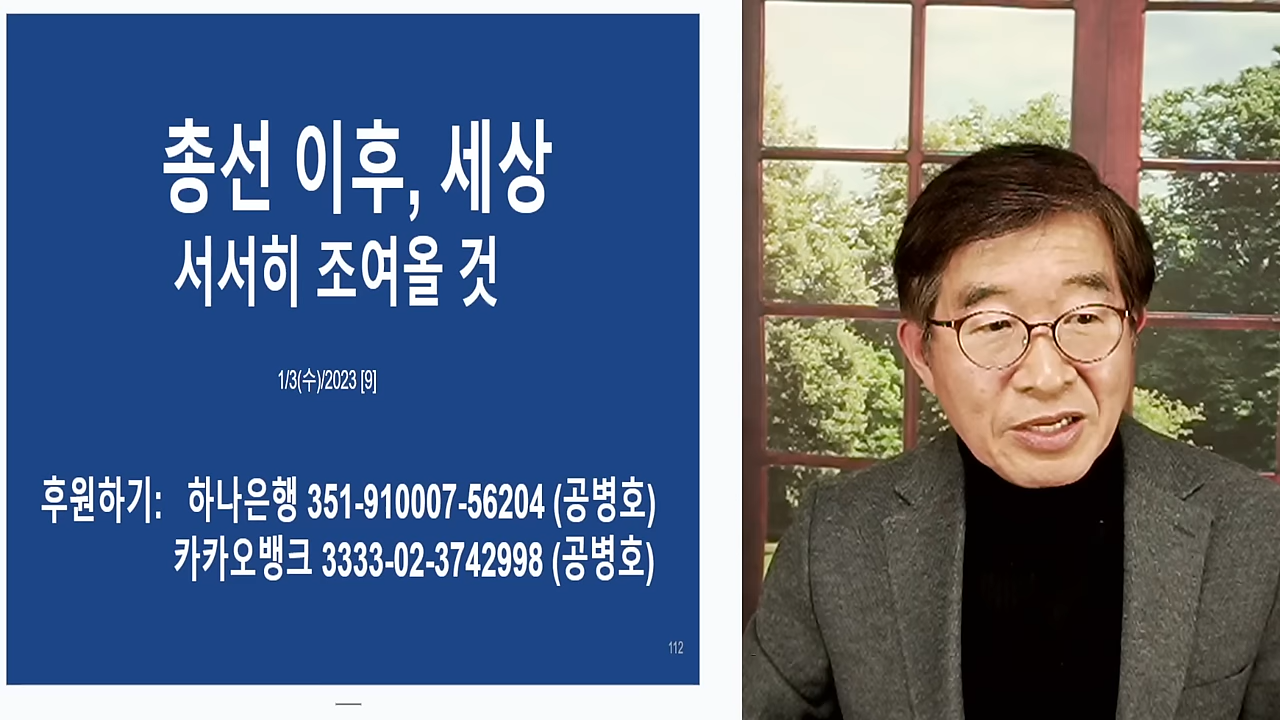 총선 이후, 세상
서서히 조여올 것
1/3(수)/2023 [9]
후원하기: 하나은행 351-910007-56204 (공병호)
카카오뱅크 3333-02-3742998 (공병호)
112